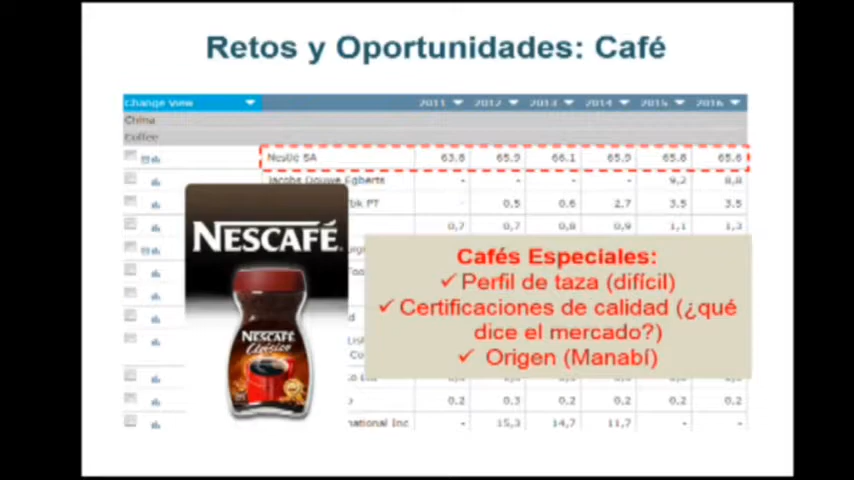 Retos y Oportunidades: Café
Change View 2011 2012 2013 2014 2015 2016
China
Coffee
Nestlé SA 63.8 65.9 66.1 65.9 65.8 65.6
Jacobs Douwe Egberts - - - - 9,2 8,8
bk PT - 0.5 0.6 2.7 3.5 3.5
0,7 0,7 0,8 0,9 1,1 1,3
NESCAFÉ
NESCAFÉ
Clásico
Cafés Especiales:
✓ Perfil de taza (difícil)
✓ Certificaciones de calidad (¿qué
dice el mercado?)
✓ Origen (Manabí)
0.2 0.3 0.2 0.2 0.2 0.2
national Inc - 15,3 14,7 11,7 - -